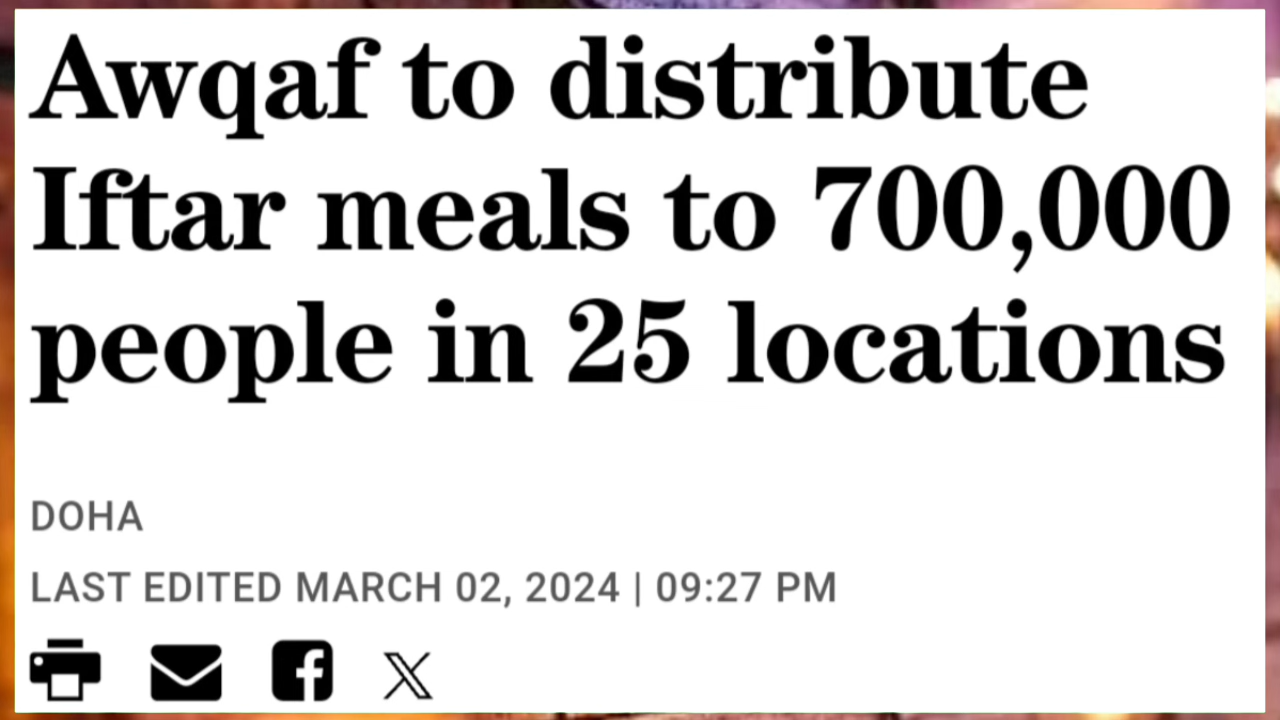 Awqaf to distribute
Iftar meals to 700,000
people in 25 locations
DOHA
LAST EDITED MARCH 02, 2024 | 09:27 PM